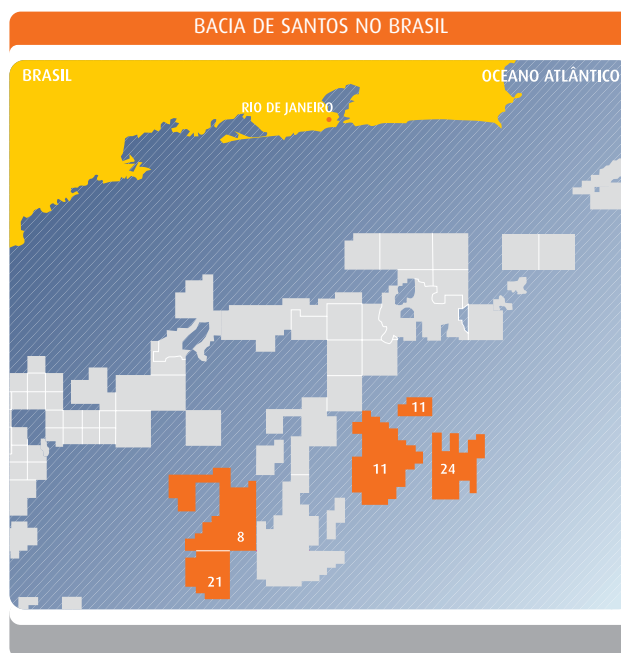 BACIA DE SANTOS NO BRASIL
BRASIL
OCEANO ATLÂNTICO
RIO DE JANEIRO
11
11
24
8
21